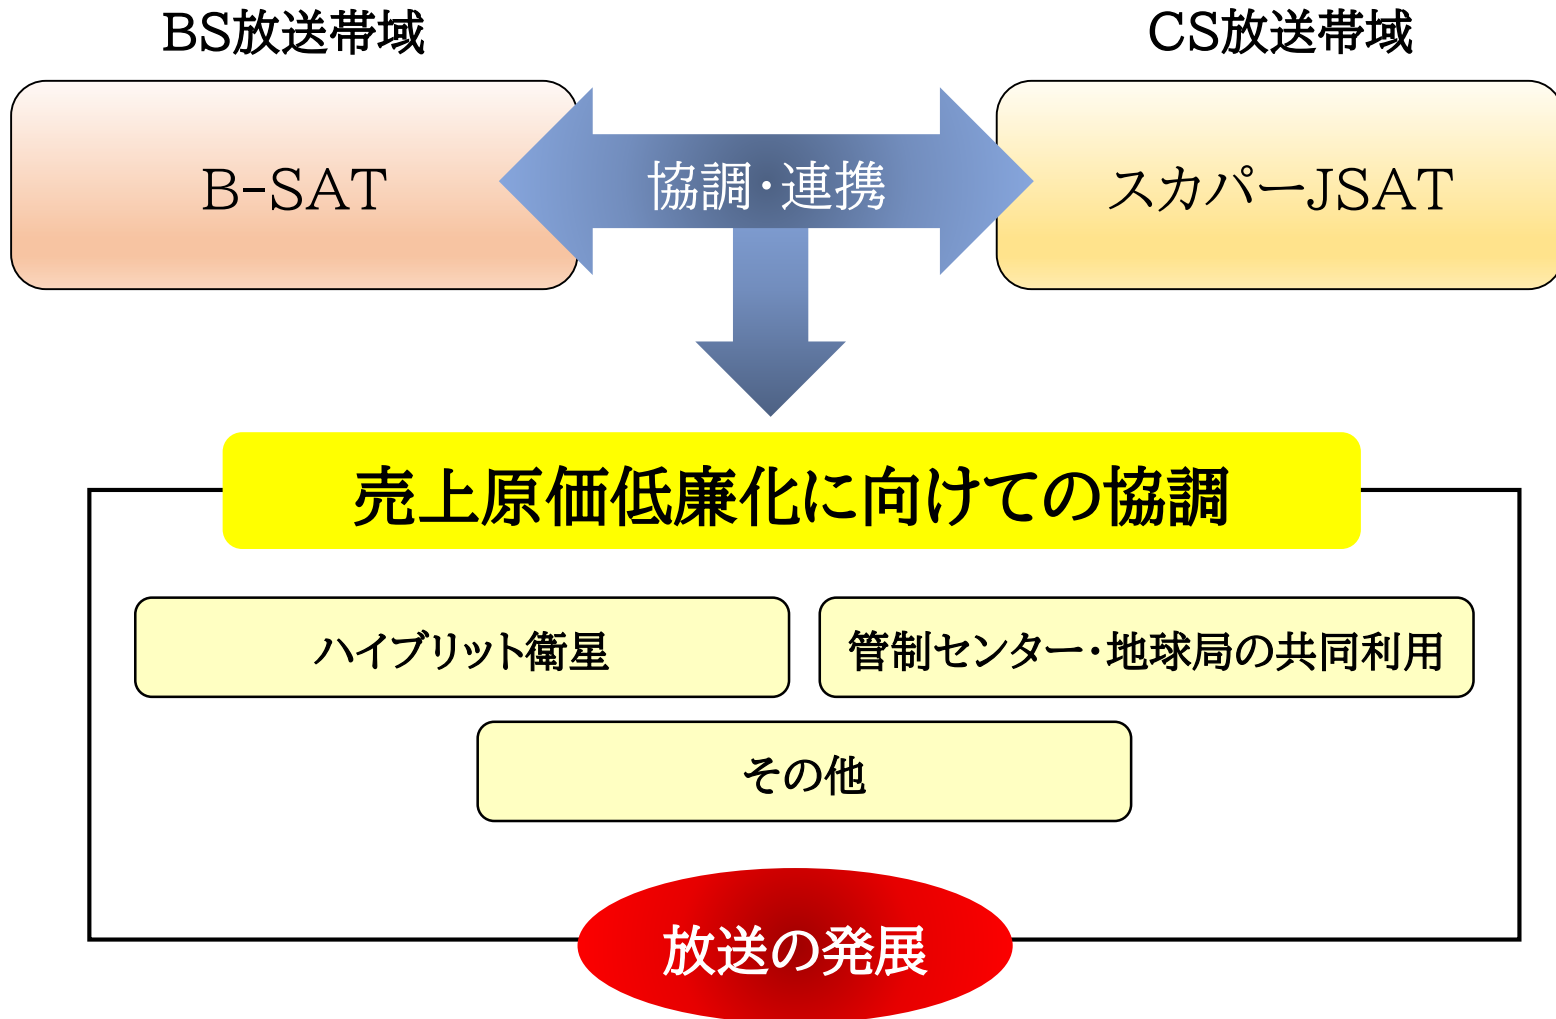 BS放送帯域
CS放送帯域
B-SAT
協調・連携
スカパーJSAT
売上原価低廉化に向けての協調
ハイブリット衛星
管制センター・地球局の共同利用
その他
放送の発展